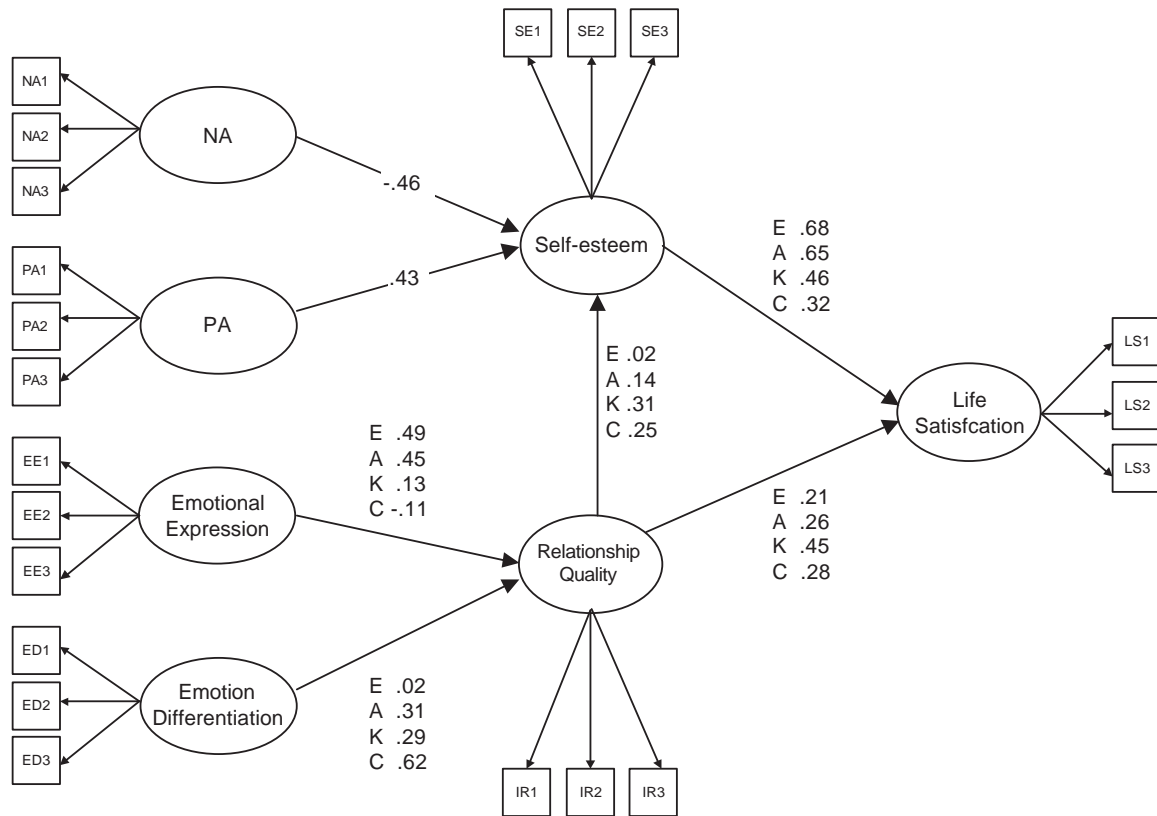 SE1
SE2
SE3
NA1
NA2
NA3
NA
-.46
PA1
PA2
PA3
PA
.43
Self-esteem
E .68
A .65
K .46
C .32
E .02
A .14
K .31
C .25
LS1
LS2
LS3
Life
Satisfcation
EE1
EE2
EE3
Emotional
Expression
E .49
A .45
K .13
C -.11
Relationship
Quality
E .21
A .26
K .45
C .28
ED1
ED2
ED3
Emotion
Differentiation
E .02
A .31
K .29
C .62
IR1
IR2
IR3